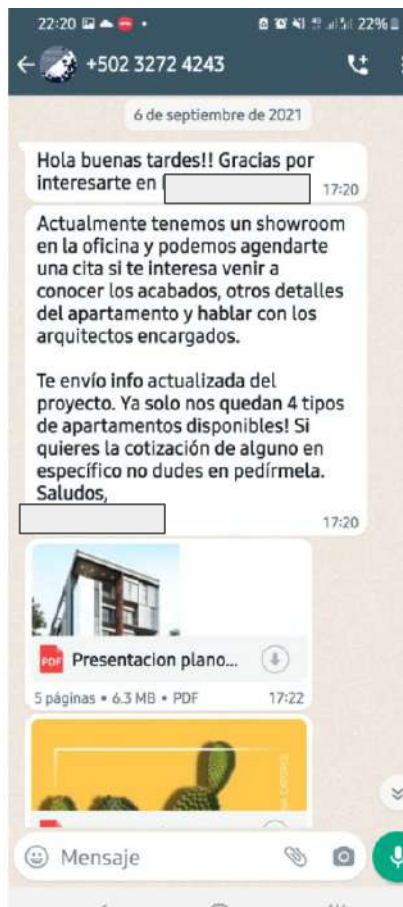 22:20
22%
+502 3272 4243
6 de septiembre de 2021
Hola buenas tardes!! Gracias por
interesarte en
17:20
Actualmente tenemos un showroom
en la oficina y podemos agendarte
una cita si te interesa venir a
conocer los acabados, otros detalles
del apartamento y hablar con los
arquitectos encargados.
Te envío info actualizada del
proyecto. Ya solo nos quedan 4 tipos
de apartamentos disponibles! Si
quieres la cotización de alguno en
específico no dudes en pedírmela.
Saludos,
17:20
PDF Presentacion plano...
5 páginas • 6.3 MB • PDF 17:22
Mensaje